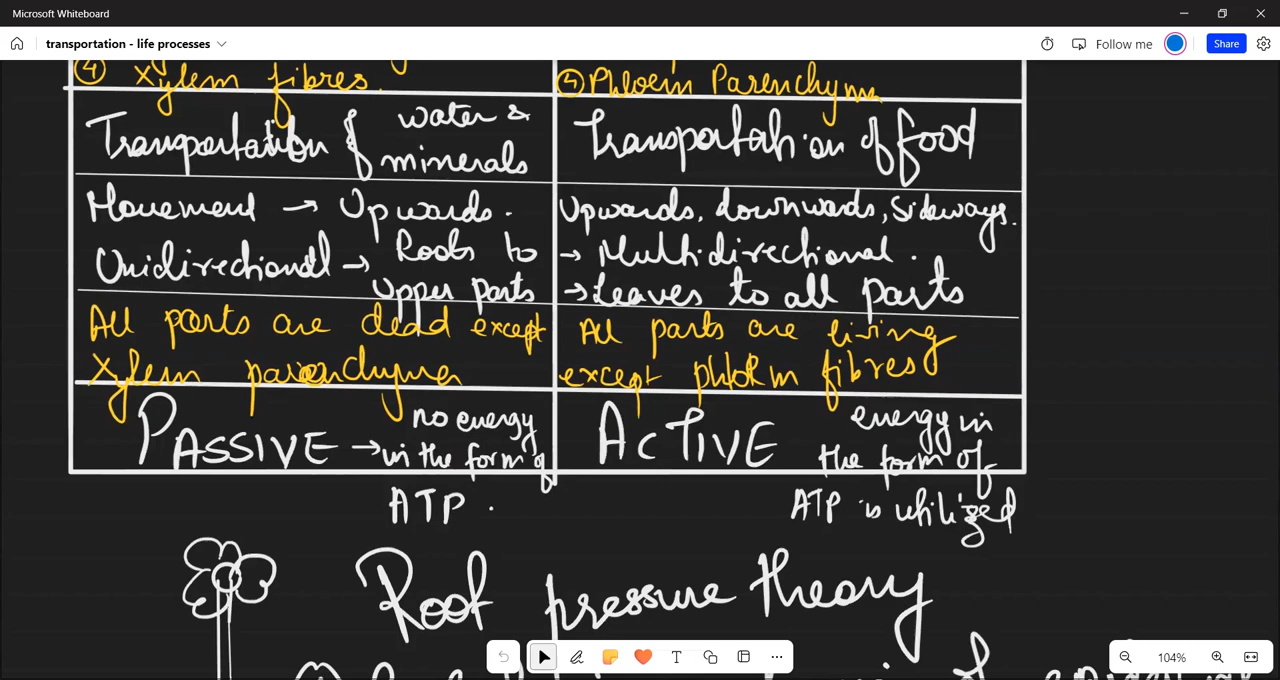 Microsoft Whiteboard
transportation - life processes
Follow me
Share
④ Xylem fibres.
④ Phloem Parenchyma
Transportation of water &
minerals
Transportation of food
Movement → Upwards.
Unidirectional → Roots to
Upper parts
Upwards, downwards, Sideways.
→ Multidirectional.
→ Leaves to all parts
All parts are dead except
Xylem parenchyma
All parts are living
except phloem fibres
PASSIVE → no energy
in the form of
ATP.
ACTIVE energy in
the form of
ATP is utilized
Root pressure theory
T
104%